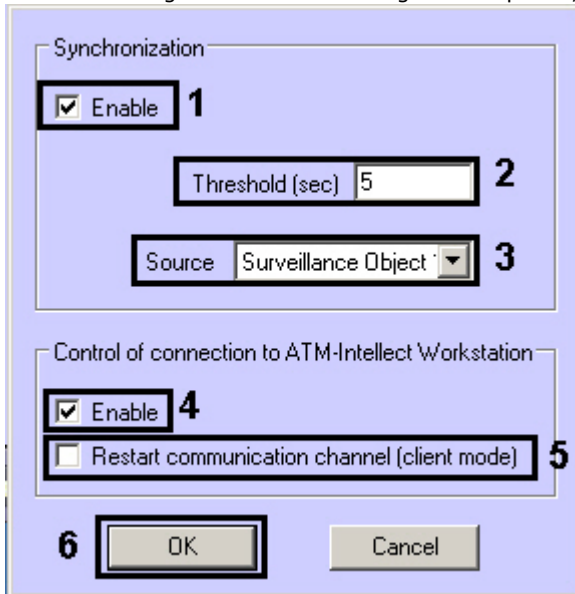 Synchronization
Enable 1
Threshold (sec) 5 2
Source Surveillance Object 3
Control of connection to ATM-Intellect Workstation
Enable 4
Restart communication channel (client mode) 5
6 OK Cancel